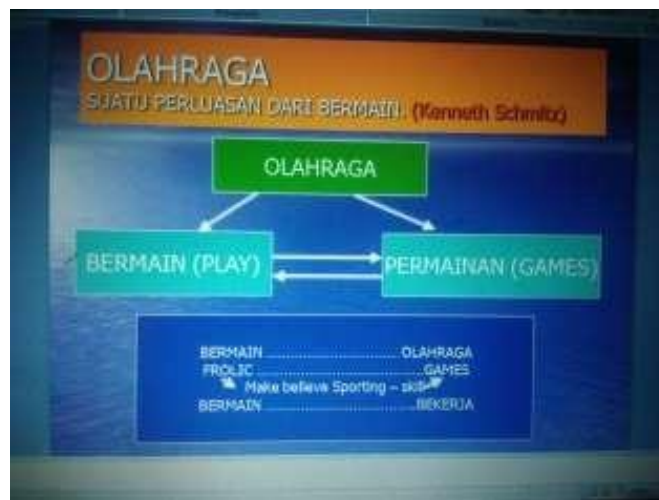 OLAHRAGA
SUATU PERLUASAN DARI BERMAIN. (Kenneth Schmitz)
OLAHRAGA
BERMAIN (PLAY)
PERMAINAN (GAMES)
BERMAIN..............................OLAHRAGA
FROLIC....................................GAMES
Make believe Sporting – skill
BERMAIN..................................BEKERJA